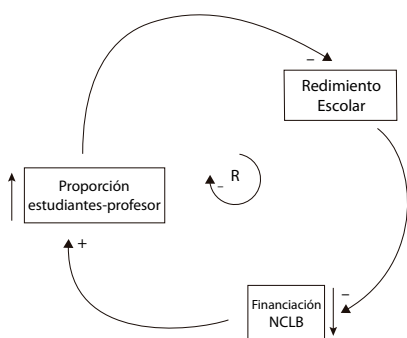 –
Redimiento
Escolar
R
–
Proporción
estudiantes-profesor
+
Financiación
NCLB
–